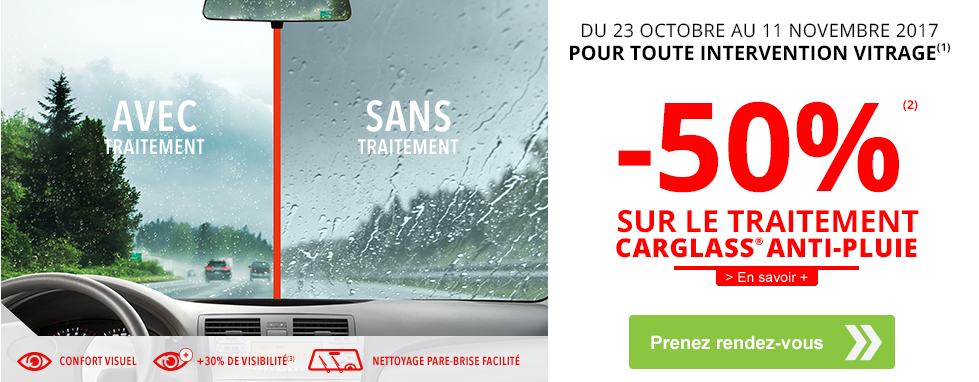 AVEC
TRAITEMENT
SANS
TRAITEMENT
CONFORT VISUEL
+30% DE VISIBILITÉ(3)
NETTOYAGE PARE-BRISE FACILITÉ
DU 23 OCTOBRE AU 11 NOVEMBRE 2017
POUR TOUTE INTERVENTION VITRAGE(1)
-50%(2)
SUR LE TRAITEMENT
CARGLASS® ANTI-PLUIE
> En savoir +
Prenez rendez-vous